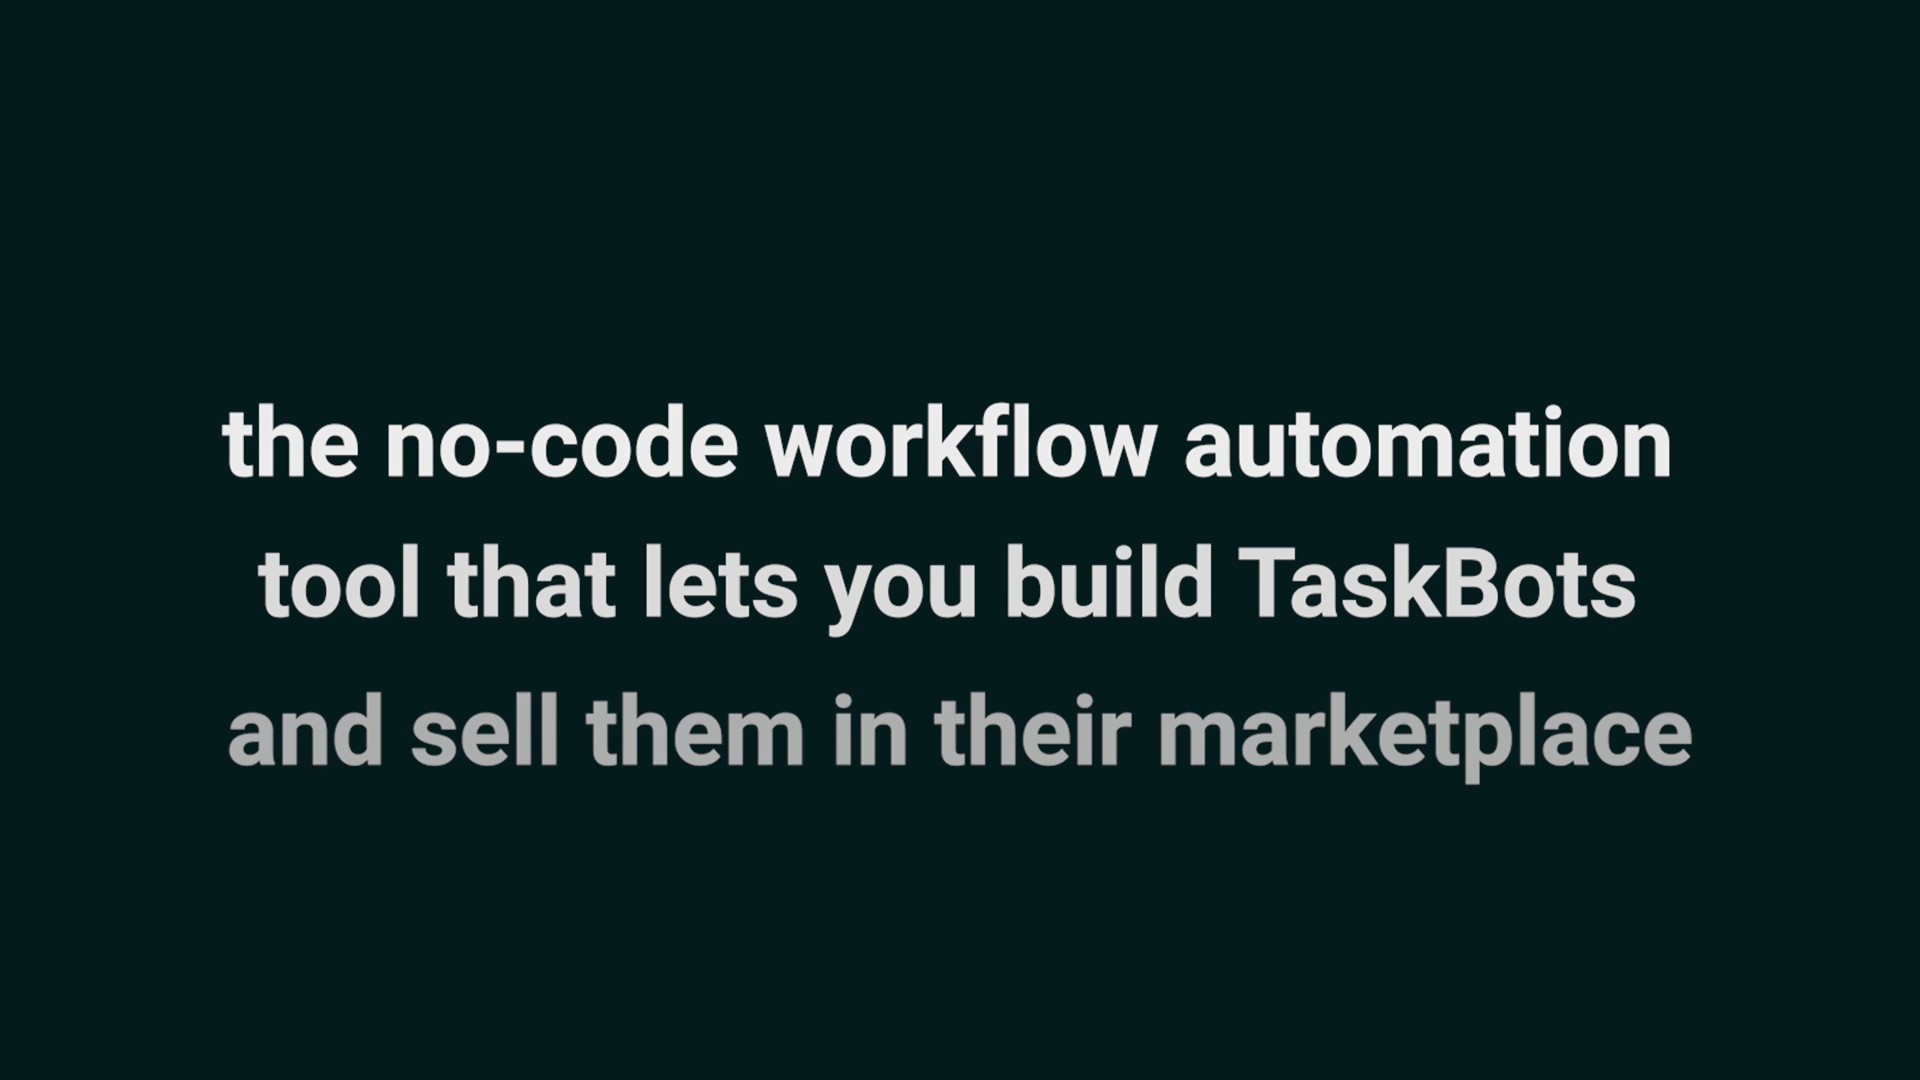 the no-code workflow automation
tool that lets you build TaskBots
and sell them in their marketplace